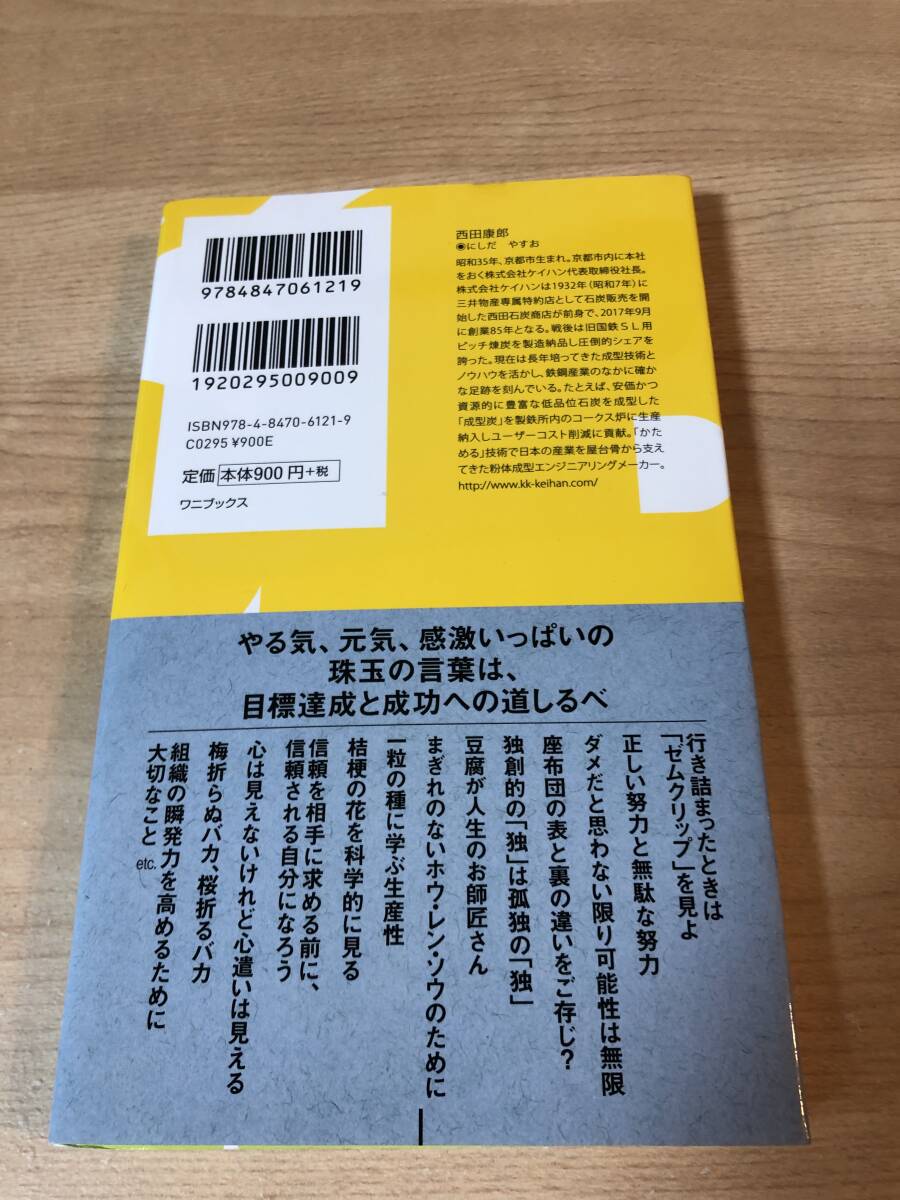 9784847061219
1920295009009
ISBN978-4-8470-6121-9
C0295 ¥900E
定価 本体900円+税
ワニブックス
西田康郎
◉にしだ やすお
昭和35年、京都市生まれ。京都市内に本社
をおく株式会社ケイハン代表取締役社長。
株式会社ケイハンは1932年（昭和7年）に
三井物産専属特約店として石炭販売を開
始した西田石炭商店が前身で、2017年9月
に創業85年となる。戦後は旧国鉄ＳＬ用
ピッチ煉炭を製造納品し圧倒的シェアを
誇った。現在は長年培ってきた成型技術と
ノウハウを活かし、鉄鋼産業のなかに確か
な足跡を刻んでいる。たとえば、安価かつ
資源的に豊富な低品位石炭を成型した
「成型炭」を製鉄所内のコークス炉に生産
納入しユーザーコスト削減に貢献。「かた
める」技術で日本の産業を屋台骨から支え
てきた粉体成型エンジニアリングメーカー。
http://www.kk-keihan.com/
やる気、元気、感激いっぱいの
珠玉の言葉は、
目標達成と成功への道しるべ
行き詰まったときは
「ゼムクリップ」を見よ
正しい努力と無駄な努力
ダメだと思わない限り可能性は無限
座布団の表と裏の違いをご存じ？
独創的の「独」は孤独の「独」
豆腐が人生のお師匠さん
まぎれのないホウ・レン・ソウのために
一粒の種に学ぶ生産性
桔梗の花を科学的に見る
信頼を相手に求める前に、
信頼される自分になろう
心は見えないけれど心遣いは見える
梅折らぬバカ、桜折るバカ
組織の瞬発力を高めるために
大切なこと etc.